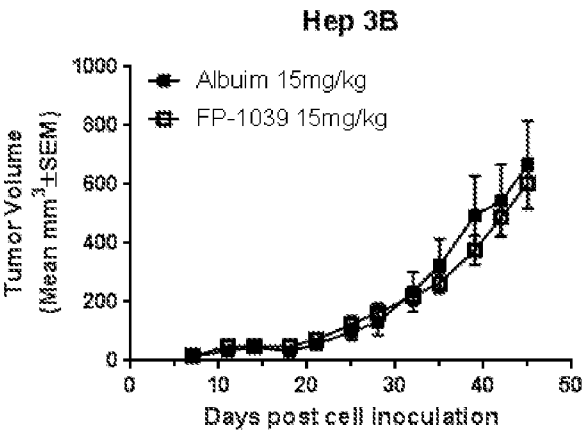 Hep 3B
1000
800
600
400
200
0
Albuim 15mg/kg
FP-1039 15mg/kg
Tumor Volume
(Mean mm³±SEM)
0 10 20 30 40 50
Days post cell inoculation